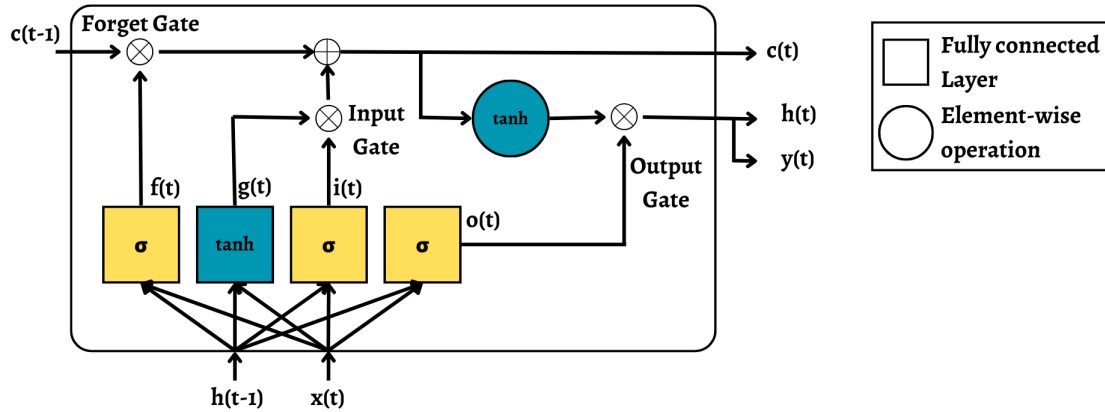 Forget Gate
c(t-1)
c(t)
tanh
Input
Gate
h(t)
y(t)
Output
Gate
f(t)
g(t)
i(t)
o(t)
σ
tanh
σ
σ
h(t-1)
x(t)
Fully connected
Layer
Element-wise
operation